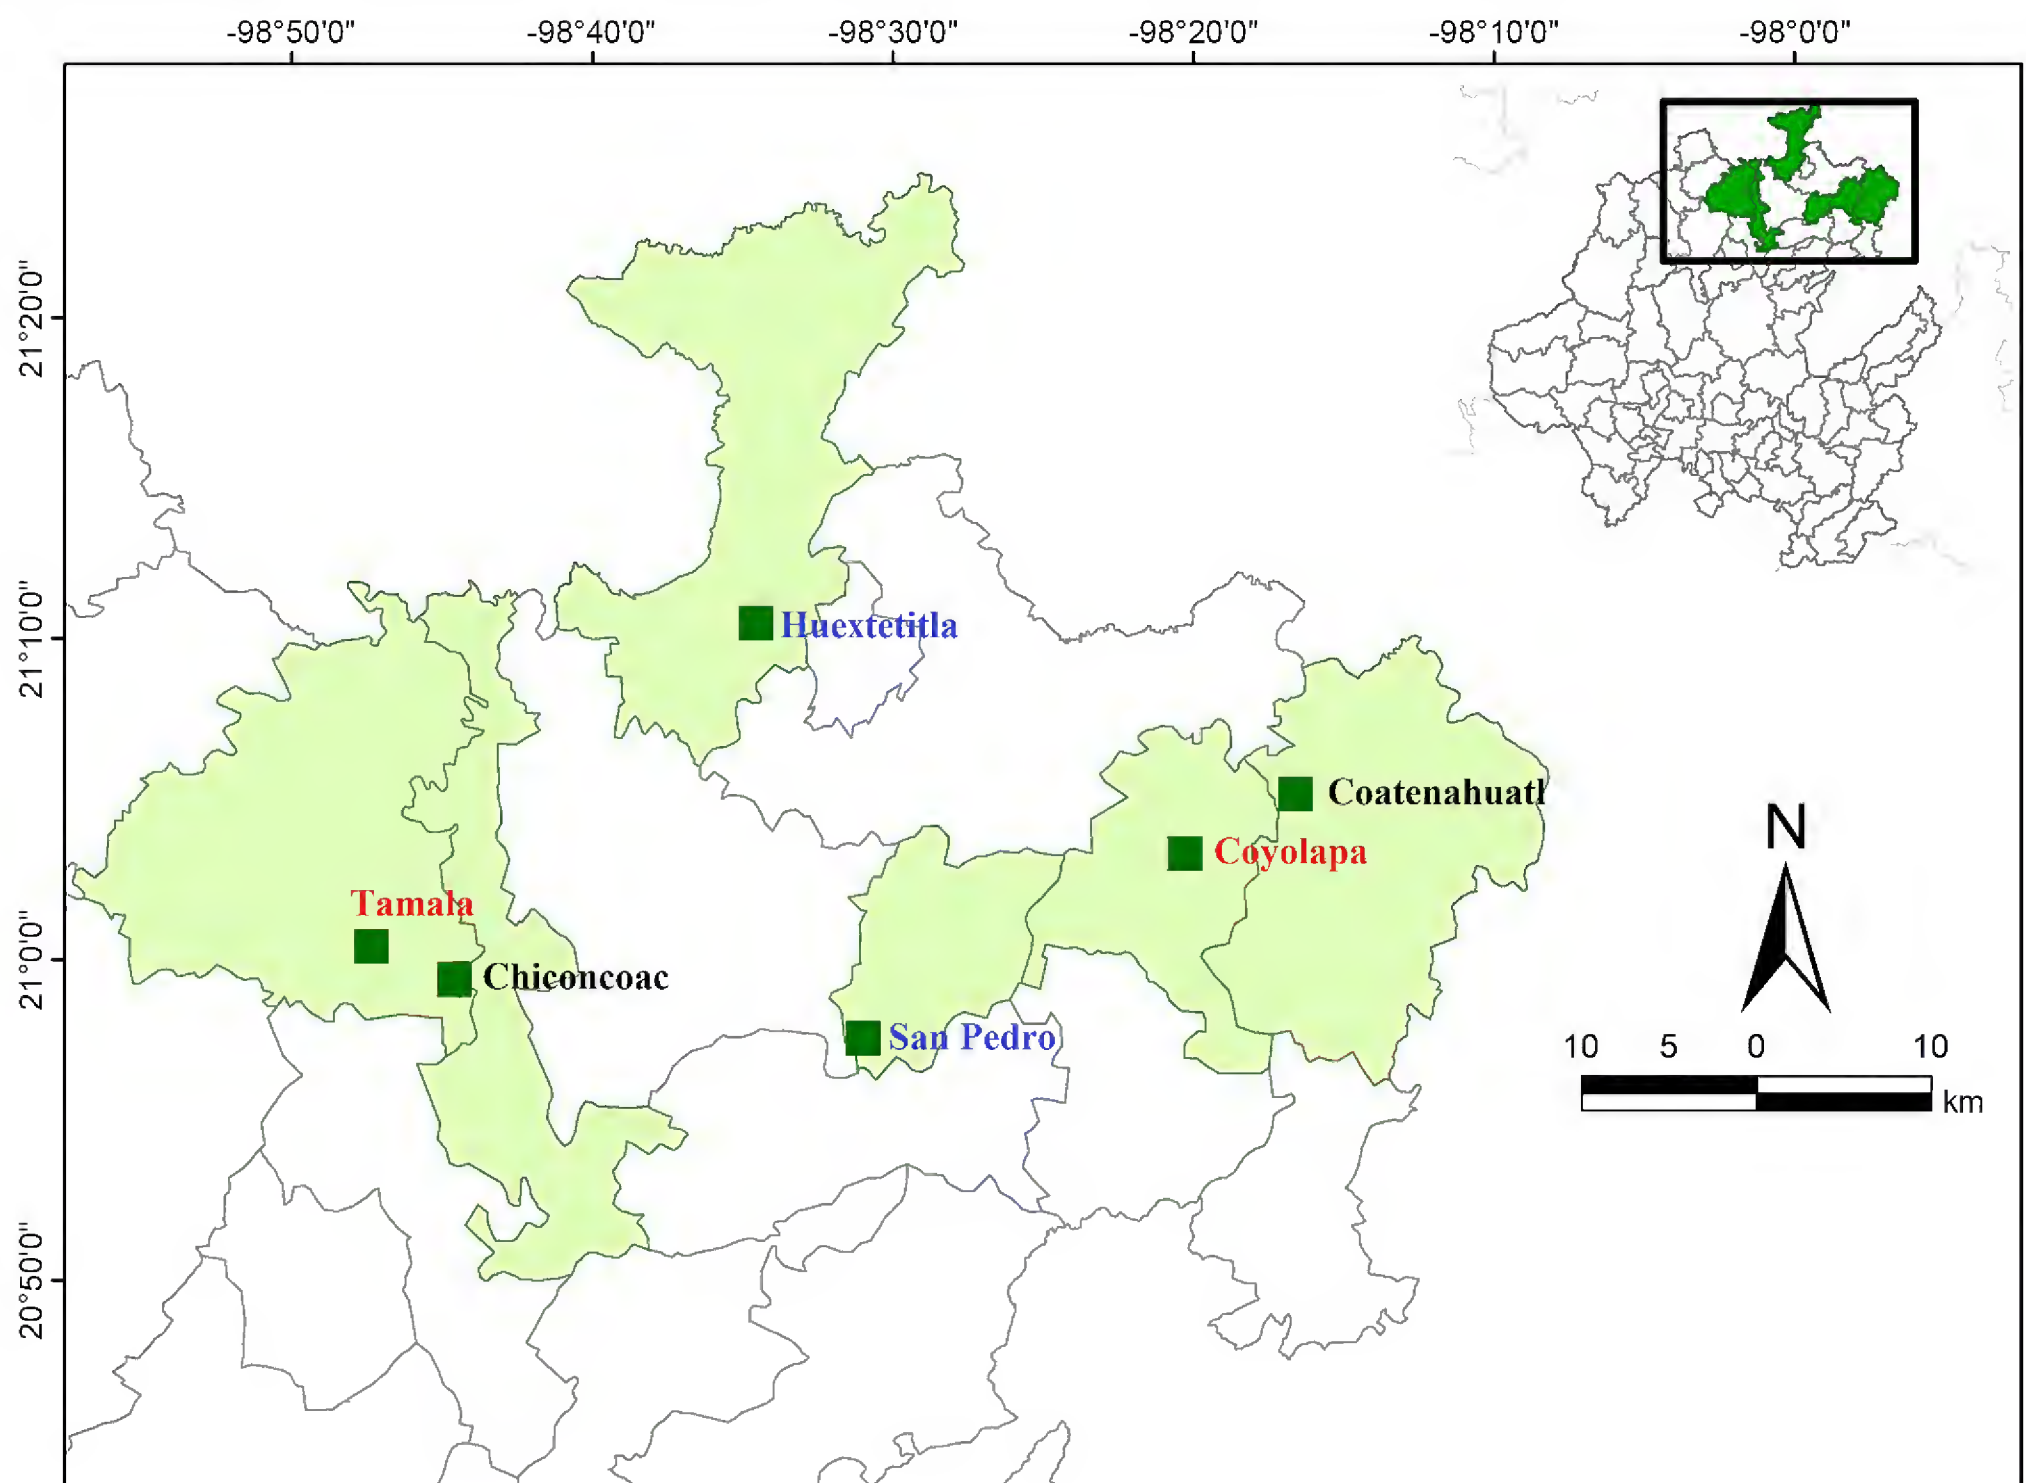 -98°50'0" -98°40'0" -98°30'0" -98°20'0" -98°10'0" -98°0'0"
21°20'0"
21°10'0"
Huextetitla
Coatenahuatl
N
Coyolapa
Tamala
21°0'0"
Chiconcoac
San Pedro
10 5 0 10
km
20°50'0"